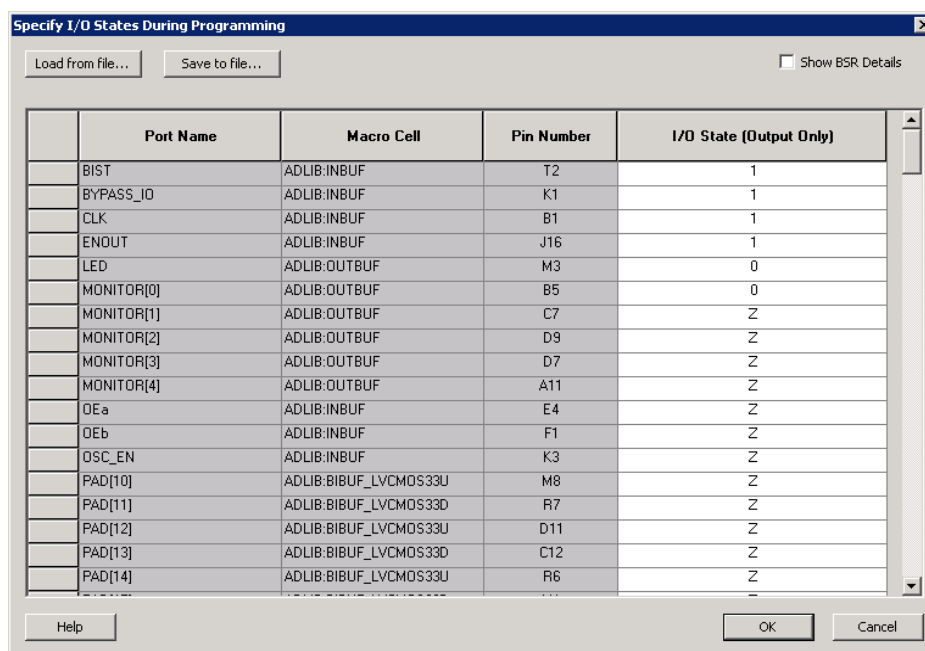 Specify I/O States During Programming
Load from file... Save to file... Show BSR Details
Port Name Macro Cell Pin Number I/O State (Output Only)
BIST ADLIB:INBUF T2 1
BYPASS_IO ADLIB:INBUF K1 1
CLK ADLIB:INBUF B1 1
ENOUT ADLIB:INBUF J16 1
LED ADLIB:OUTBUF M3 0
MONITOR[0] ADLIB:OUTBUF B5 0
MONITOR[1] ADLIB:OUTBUF C7 Z
MONITOR[2] ADLIB:OUTBUF D9 Z
MONITOR[3] ADLIB:OUTBUF D7 Z
MONITOR[4] ADLIB:OUTBUF A11 Z
OEa ADLIB:INBUF E4 Z
OEb ADLIB:INBUF F1 Z
OSC_EN ADLIB:INBUF K3 Z
PAD[10] ADLIB:BIBUF_LVCMOS33U M8 Z
PAD[11] ADLIB:BIBUF_LVCMOS33D R7 Z
PAD[12] ADLIB:BIBUF_LVCMOS33U D11 Z
PAD[13] ADLIB:BIBUF_LVCMOS33D C12 Z
PAD[14] ADLIB:BIBUF_LVCMOS33U R6 Z
Help OK Cancel